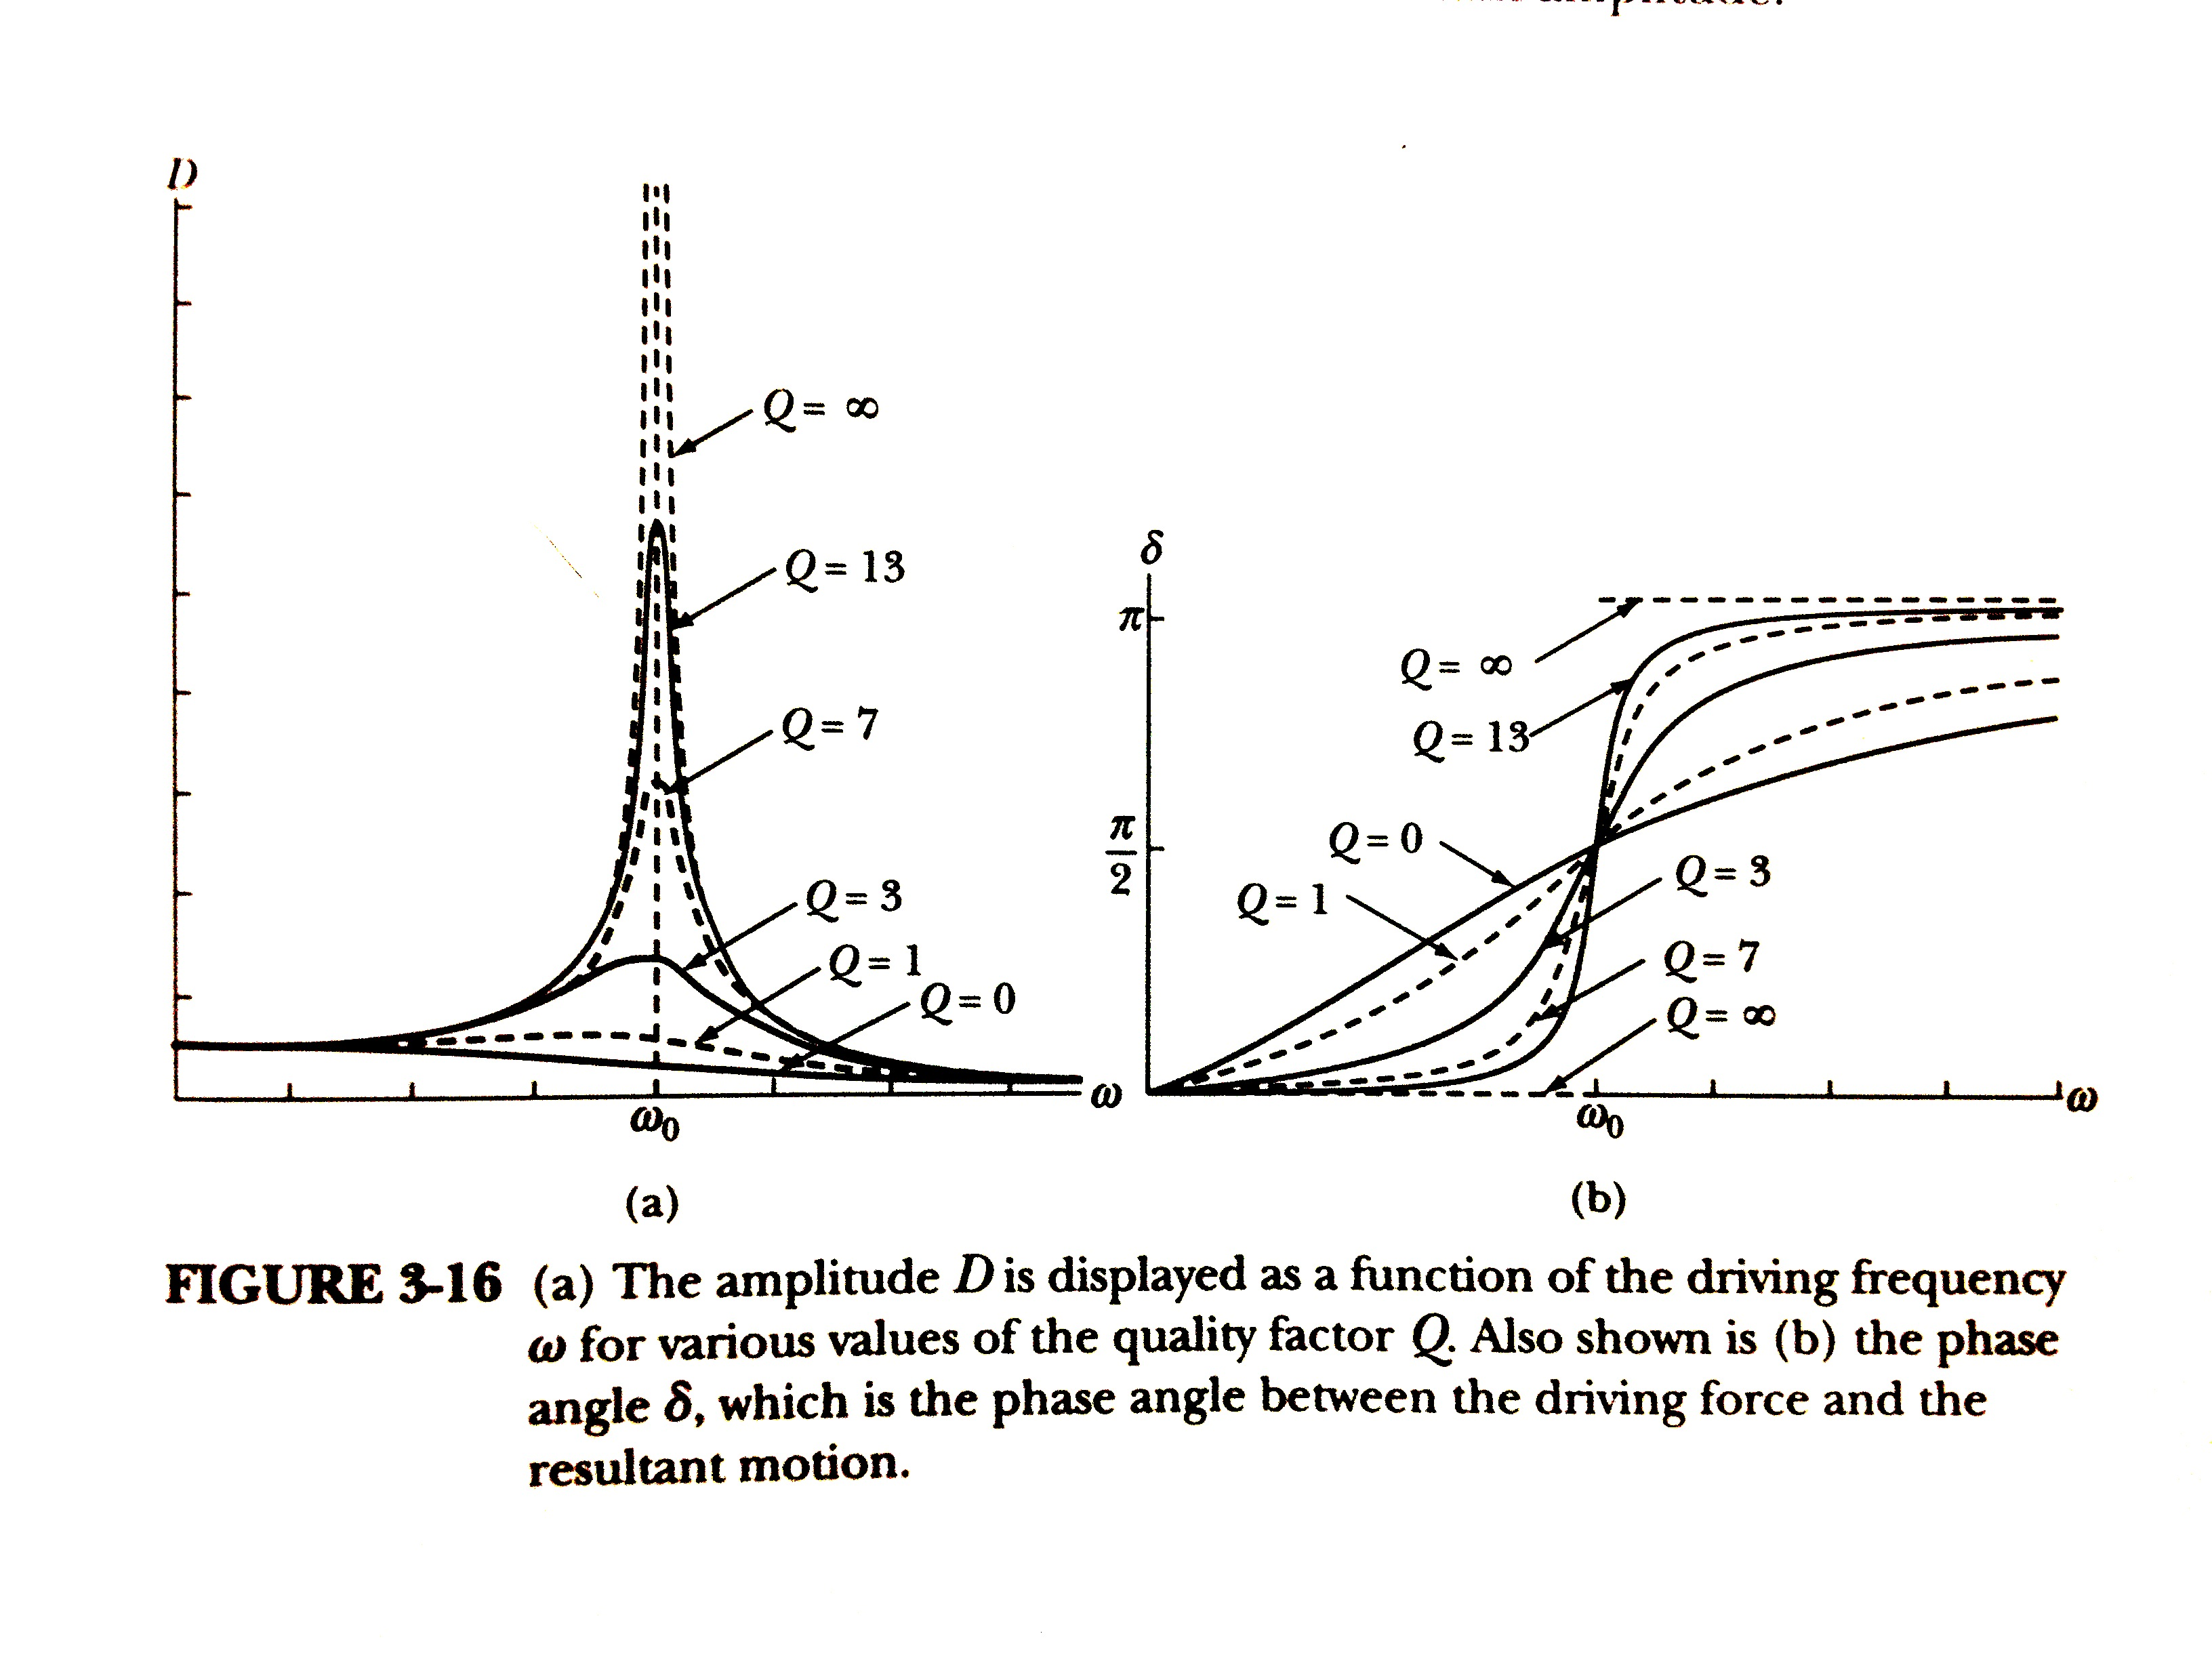 amplitude.
D
Q = ∞
Q = 13
Q = 7
Q = 3
Q = 1
Q = 0
ω
ω0
(a)
δ
π
π
2
Q = ∞
Q = 13
Q = 0
Q = 1
Q = 3
Q = 7
Q = ∞
ω
ω0
(b)
FIGURE 3-16 (a) The amplitude D is displayed as a function of the driving frequency
ω for various values of the quality factor Q. Also shown is (b) the phase
angle δ, which is the phase angle between the driving force and the
resultant motion.